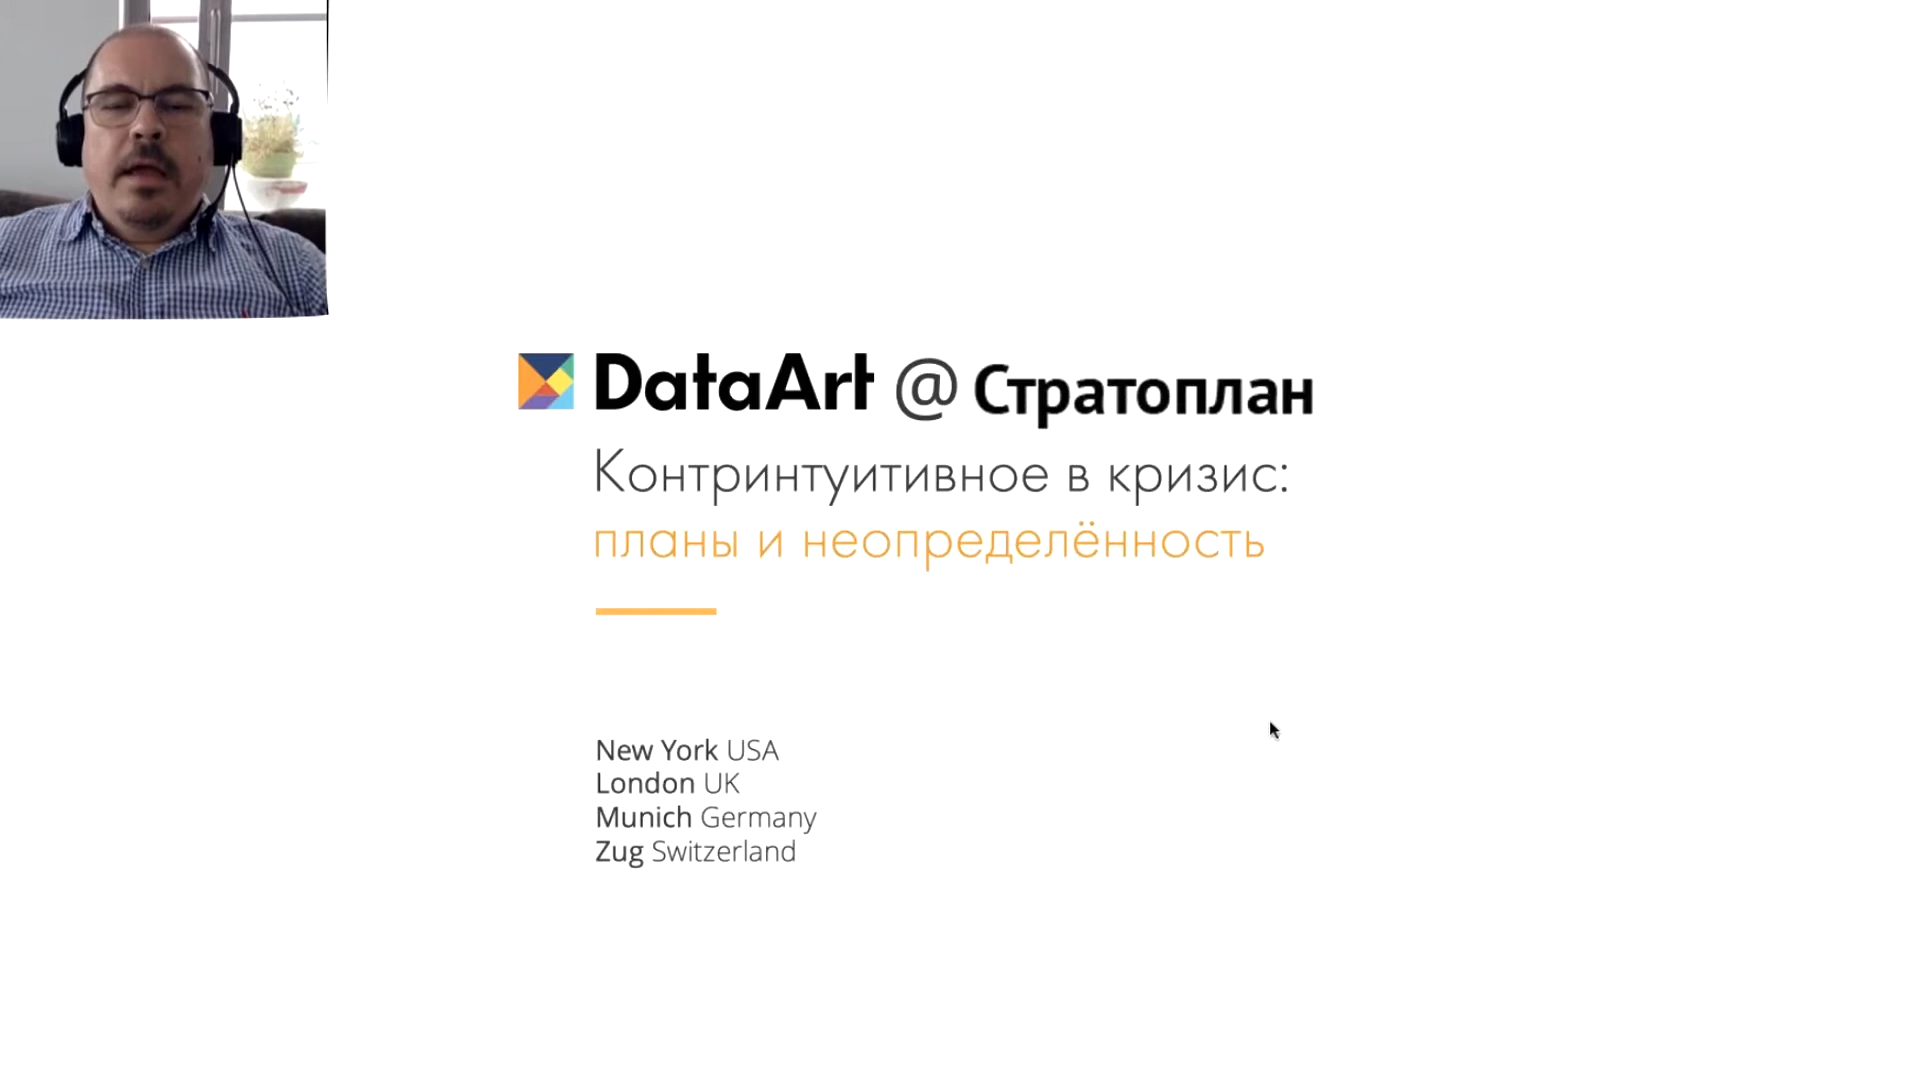 DataArt @ Стратоплан
Контринтуитивное в кризис:
планы и неопределённость
New York USA
London UK
Munich Germany
Zug Switzerland